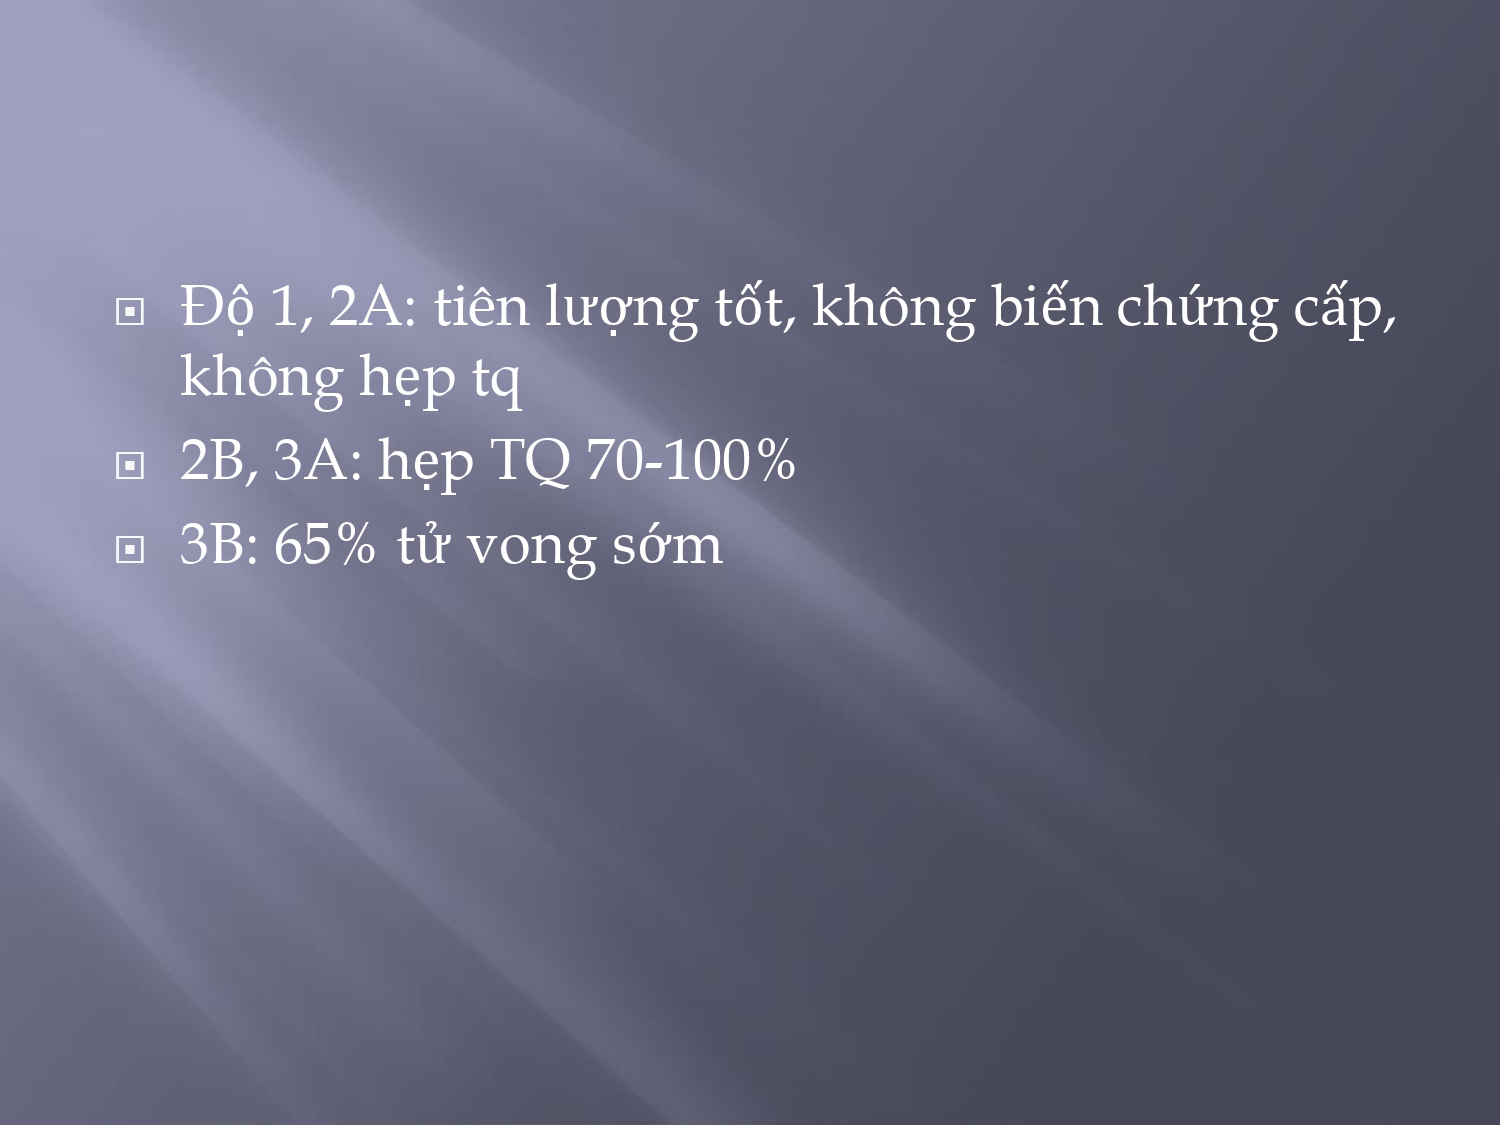 Độ 1, 2A: tiên lượng tốt, không biến chứng cấp,
không hẹp tq
2B, 3A: hẹp TQ 70-100%
3B: 65% tử vong sớm